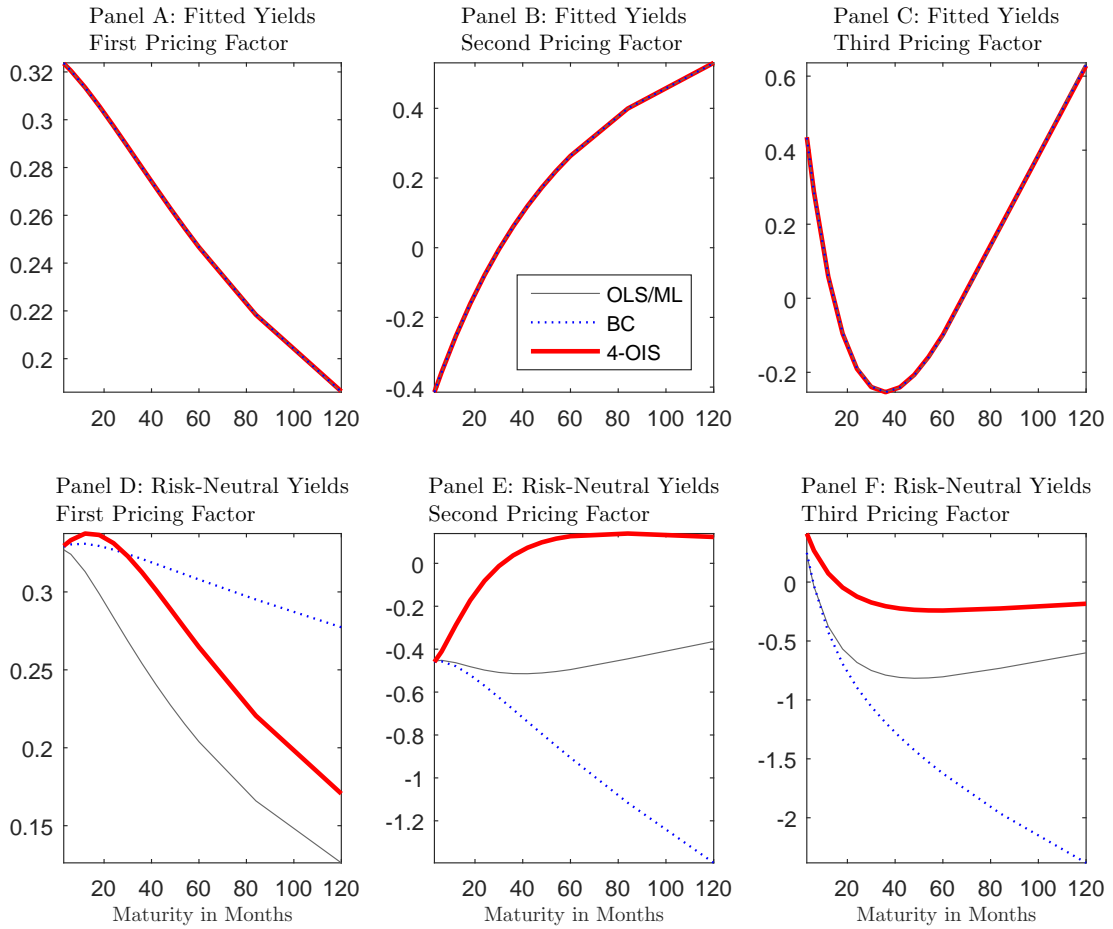 Panel A: Fitted Yields
First Pricing Factor
0.32
0.3
0.28
0.26
0.24
0.22
0.2
20 40 60 80 100 120
Panel B: Fitted Yields
Second Pricing Factor
0.4
0.2
0
-0.2
-0.4
20 40 60 80 100 120
OLS/ML
BC
4-OIS
Panel C: Fitted Yields
Third Pricing Factor
0.6
0.4
0.2
0
-0.2
20 40 60 80 100 120
Panel D: Risk-Neutral Yields
First Pricing Factor
0.3
0.25
0.2
0.15
20 40 60 80 100 120
Maturity in Months
Panel E: Risk-Neutral Yields
Second Pricing Factor
0
-0.2
-0.4
-0.6
-0.8
-1
-1.2
20 40 60 80 100 120
Maturity in Months
Panel F: Risk-Neutral Yields
Third Pricing Factor
0
-0.5
-1
-1.5
-2
20 40 60 80 100 120
Maturity in Months